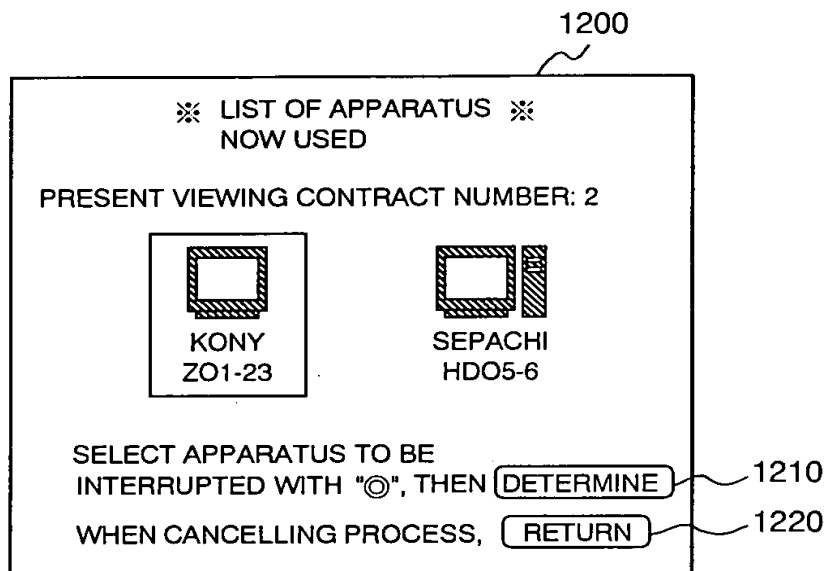 1200
※ LIST OF APPARATUS ※
NOW USED
PRESENT VIEWING CONTRACT NUMBER: 2
KONY
ZO1-23
SEPACHI
HDO5-6
SELECT APPARATUS TO BE
INTERRUPTED WITH "◎", THEN DETERMINE 1210
WHEN CANCELLING PROCESS, RETURN 1220